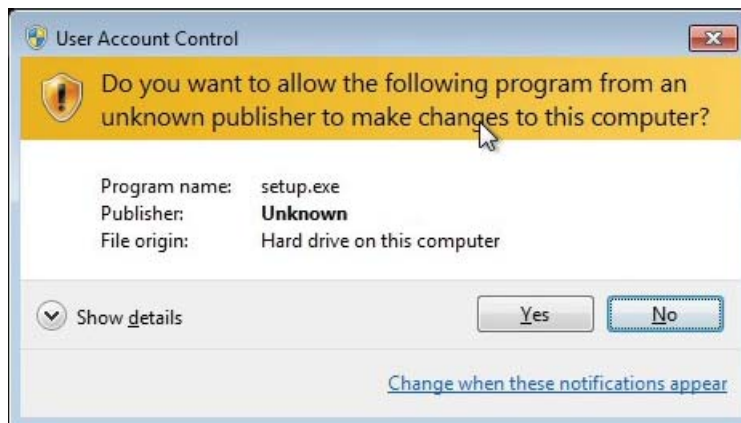 User Account Control
Do you want to allow the following program from an
unknown publisher to make changes to this computer?
Program name: setup.exe
Publisher: Unknown
File origin: Hard drive on this computer
Show details
Yes
No
Change when these notifications appear